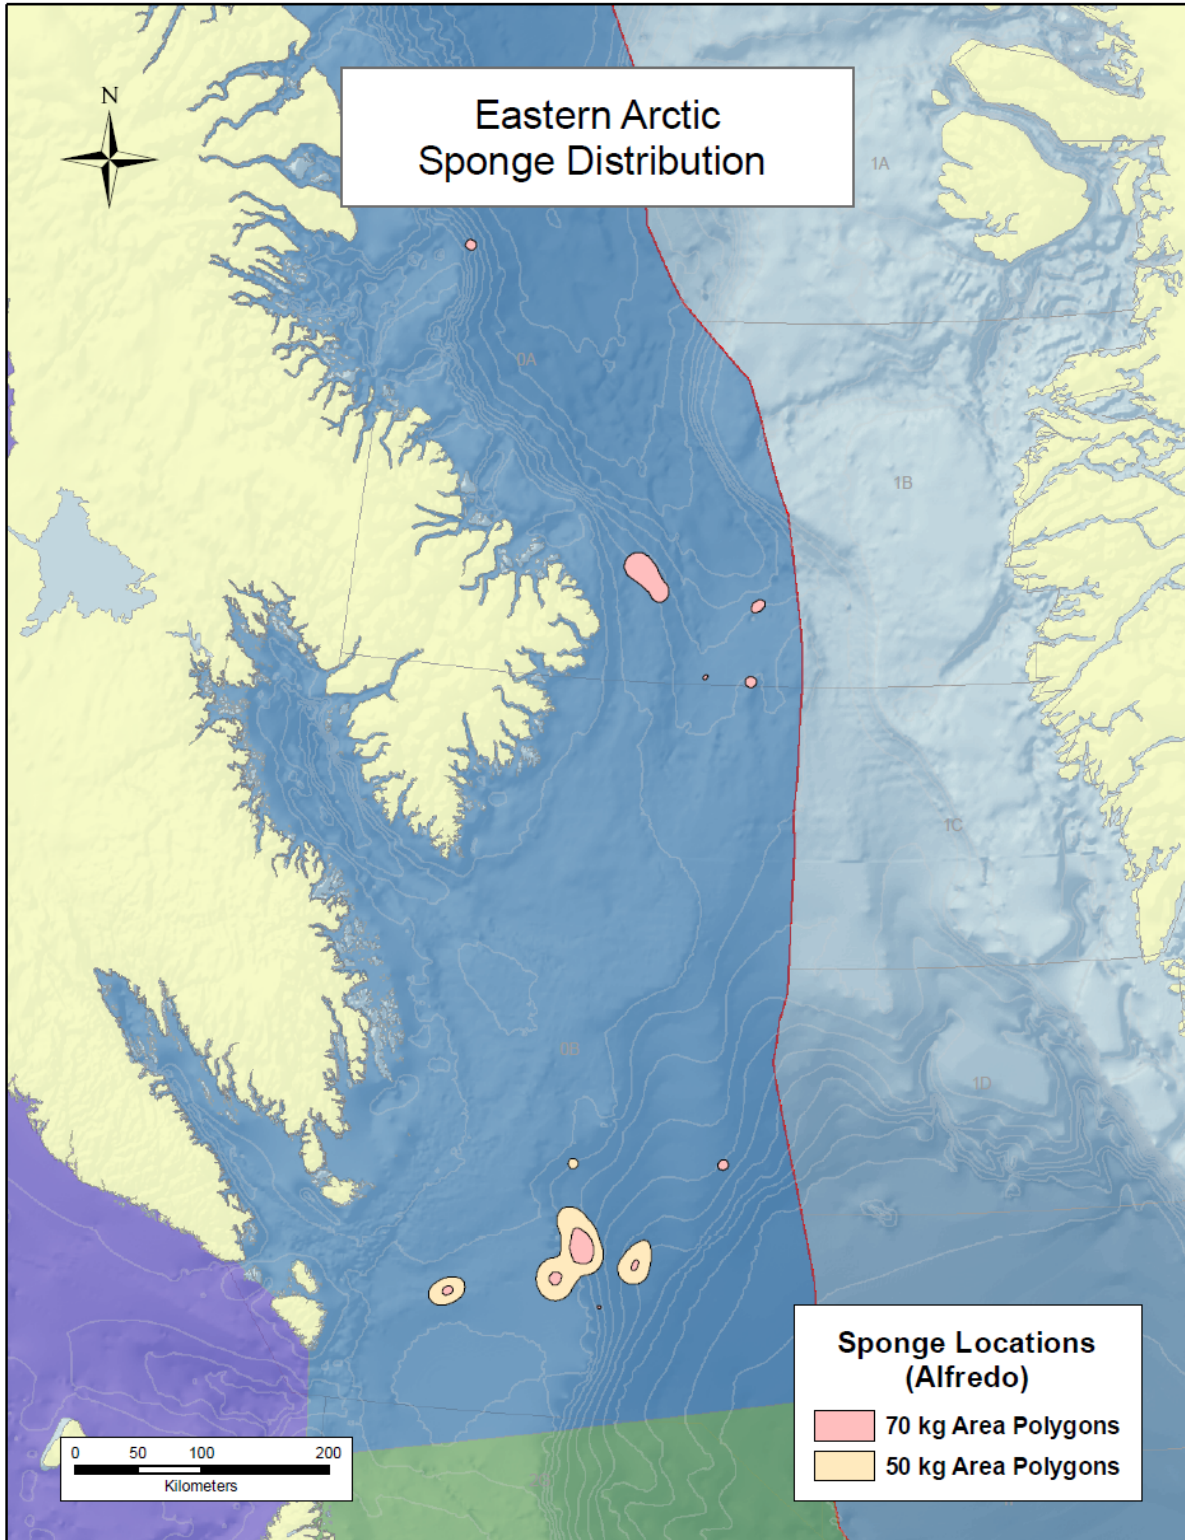 Eastern Arctic
Sponge Distribution
N
1A
0A
1B
1C
0B
1D
Sponge Locations
(Alfredo)
70 kg Area Polygons
50 kg Area Polygons
0 50 100 200
Kilometers